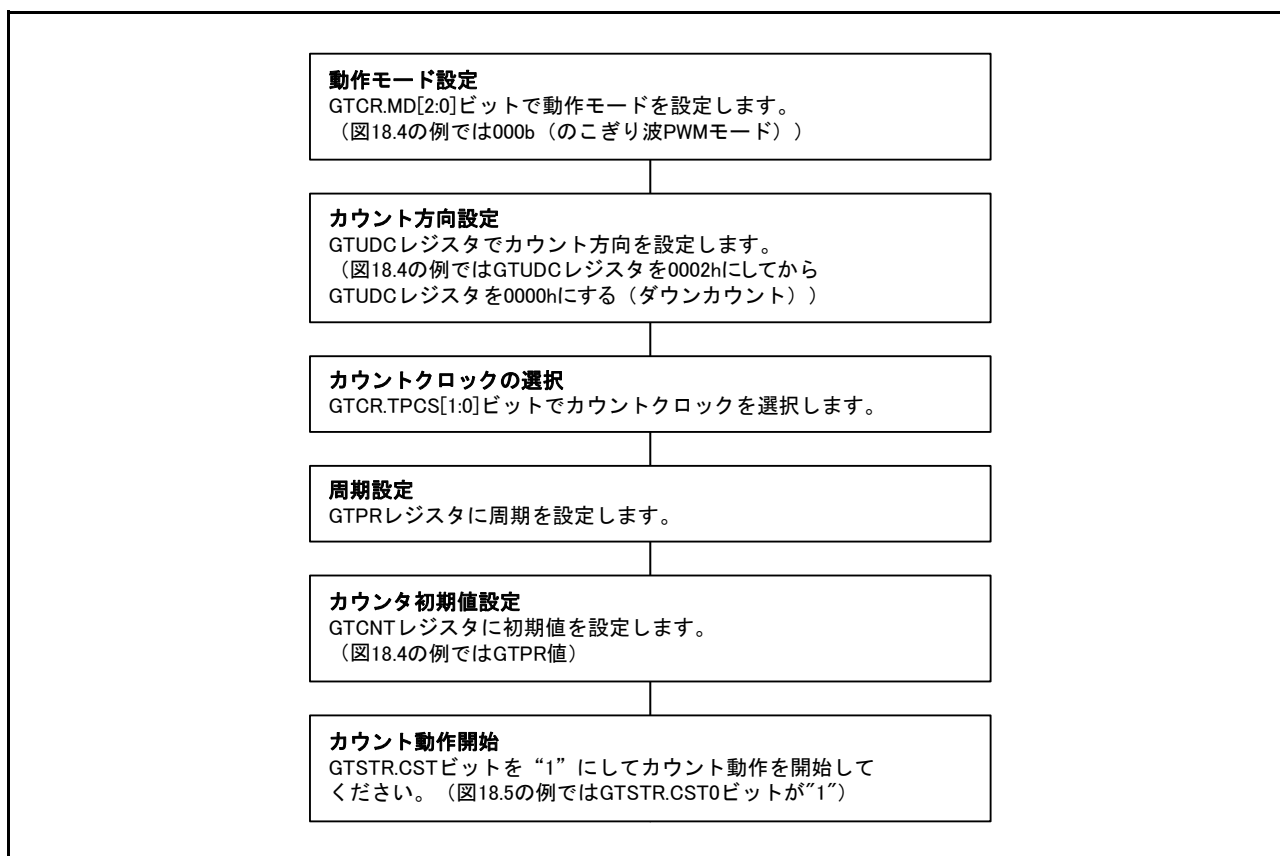 動作モード設定
GTCR.MD[2:0]ビットで動作モードを設定します。
（図18.4の例では000b（のこぎり波PWMモード））
カウント方向設定
GTUDCレジスタでカウント方向を設定します。
（図18.4の例ではGTUDCレジスタを0002hにしてから
GTUDCレジスタを0000hにする（ダウンカウント））
カウントクロックの選択
GTCR.TPCS[1:0]ビットでカウントクロックを選択します。
周期設定
GTPRレジスタに周期を設定します。
カウンタ初期値設定
GTCNTレジスタに初期値を設定します。
（図18.4の例ではGTPR値）
カウント動作開始
GTSTR.CSTビットを“1”にしてカウント動作を開始して
ください。（図18.5の例ではGTSTR.CST0ビットが"1"）